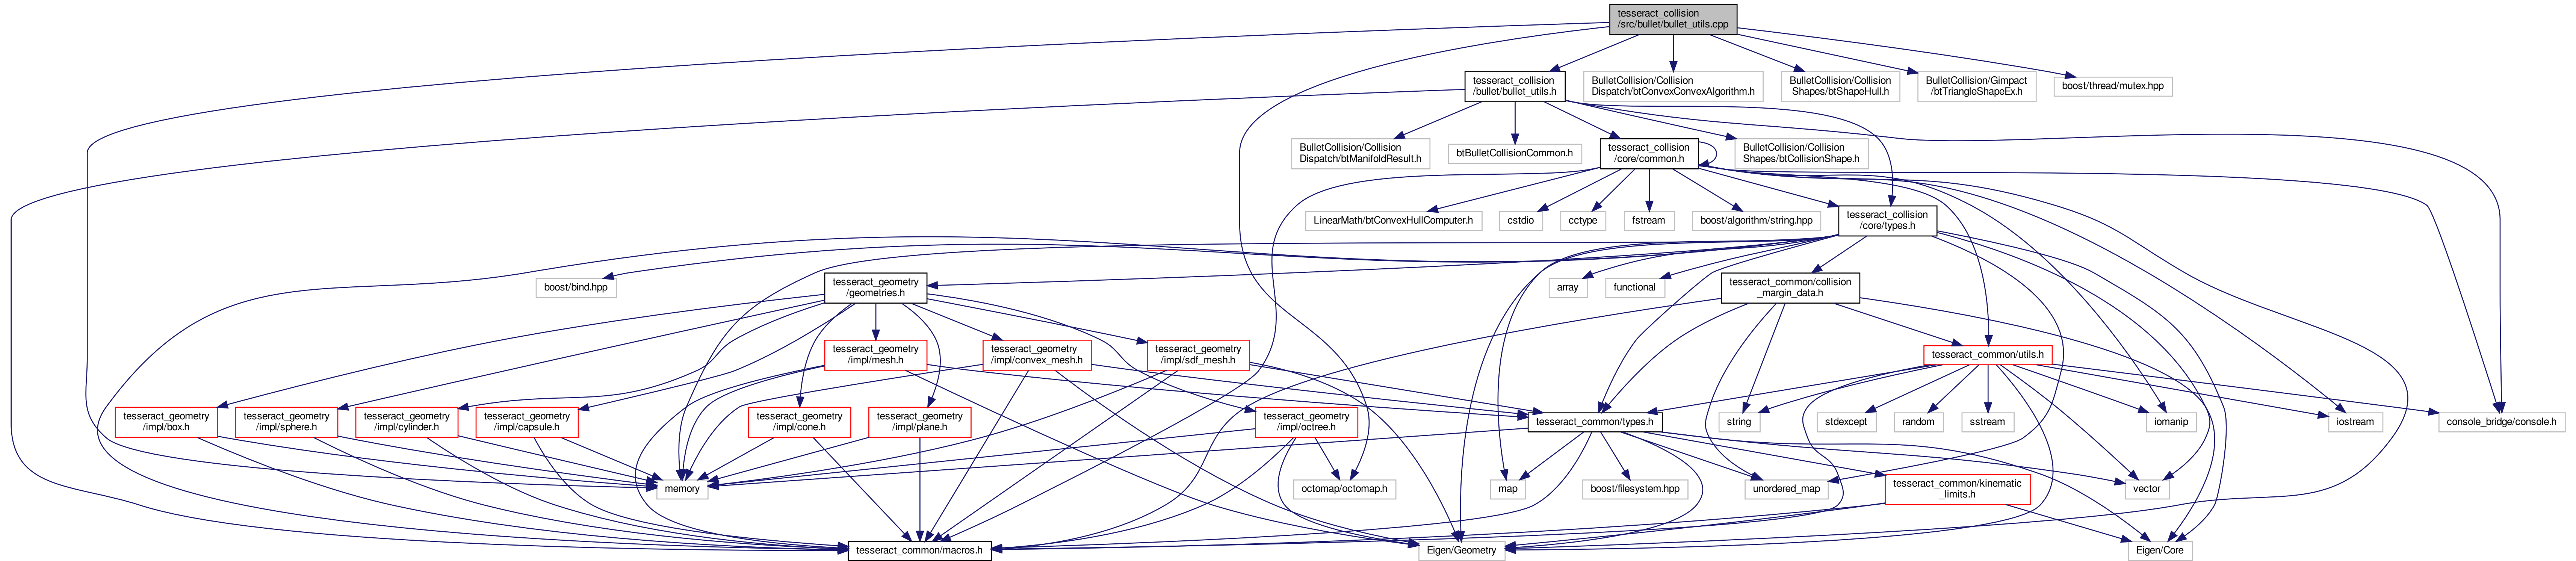 tesseract_collision
/src/bullet/bullet_utils.cpp
tesseract_collision
/bullet/bullet_utils.h
BulletCollision/Collision
Dispatch/btConvexConvexAlgorithm.h
BulletCollision/Collision
Shapes/btShapeHull.h
BulletCollision/Gimpact
/btTriangleShapeEx.h
boost/thread/mutex.hpp
BulletCollision/Collision
Dispatch/btManifoldResult.h
btBulletCollisionCommon.h
tesseract_collision
/core/common.h
BulletCollision/Collision
Shapes/btCollisionShape.h
LinearMath/btConvexHullComputer.h
cstdio
cctype
fstream
boost/algorithm/string.hpp
tesseract_collision
/core/types.h
boost/bind.hpp
tesseract_geometry
/geometries.h
array
functional
tesseract_common/collision
_margin_data.h
tesseract_geometry
/impl/mesh.h
tesseract_geometry
/impl/convex_mesh.h
tesseract_geometry
/impl/sdf_mesh.h
tesseract_common/utils.h
tesseract_geometry
/impl/box.h
tesseract_geometry
/impl/sphere.h
tesseract_geometry
/impl/cylinder.h
tesseract_geometry
/impl/capsule.h
tesseract_geometry
/impl/cone.h
tesseract_geometry
/impl/plane.h
tesseract_geometry
/impl/octree.h
tesseract_common/types.h
string
stdexcept
random
sstream
iomanip
iostream
console_bridge/console.h
memory
octomap/octomap.h
map
boost/filesystem.hpp
unordered_map
tesseract_common/kinematic
_limits.h
vector
tesseract_common/macros.h
Eigen/Geometry
Eigen/Core